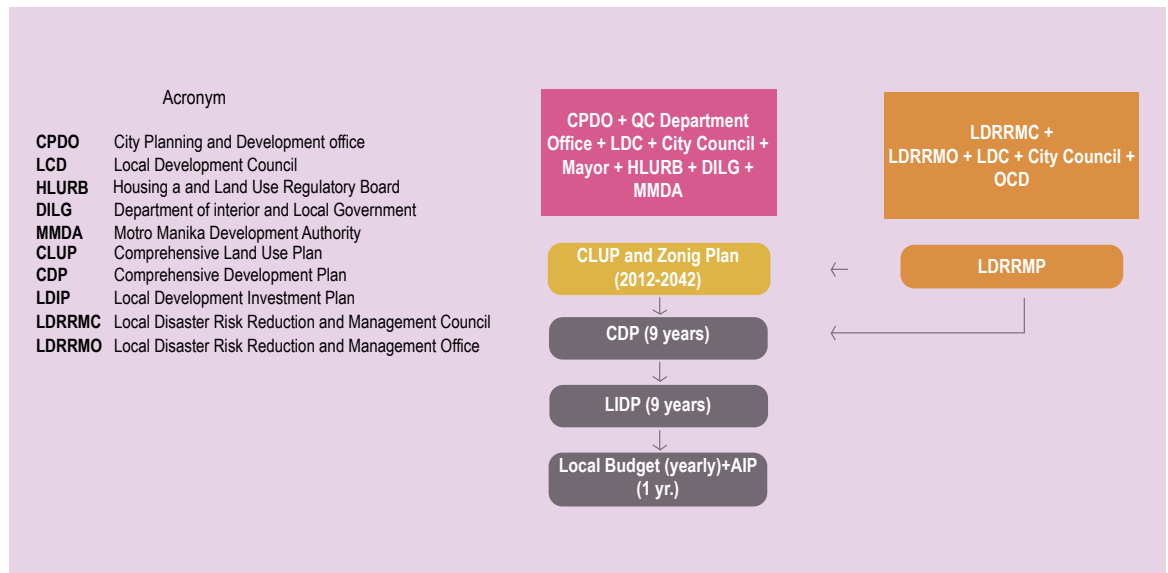 Acronym
CPDO City Planning and Development office
LCD Local Development Council
HLURB Housing a and Land Use Regulatory Board
DILG Department of interior and Local Government
MMDA Motro Manika Development Authority
CLUP Comprehensive Land Use Plan
CDP Comprehensive Development Plan
LDIP Local Development Investment Plan
LDRRMC Local Disaster Risk Reduction and Management Council
LDRRMO Local Disaster Risk Reduction and Management Office
CPDO + QC Department
Office + LDC + City Council +
Mayor + HLURB + DILG +
MMDA
CLUP and Zonig Plan
(2012-2042)
CDP (9 years)
LIDP (9 years)
Local Budget (yearly)+AIP
(1 yr.)
LDRRMC +
LDRRMO + LDC + City Council +
OCD
LDRRMP